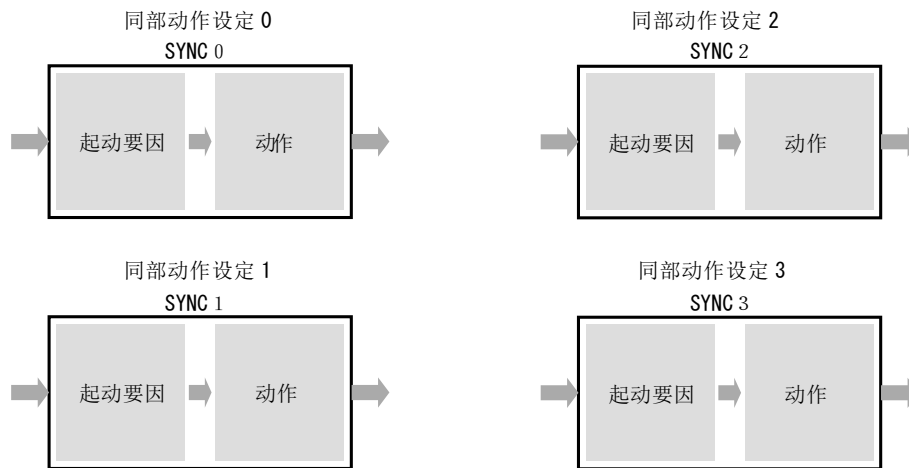 同部动作设定 0
SYNC 0
起动要因
动作
同部动作设定 2
SYNC 2
起动要因
动作
同部动作设定 1
SYNC 1
起动要因
动作
同部动作设定 3
SYNC 3
起动要因
动作